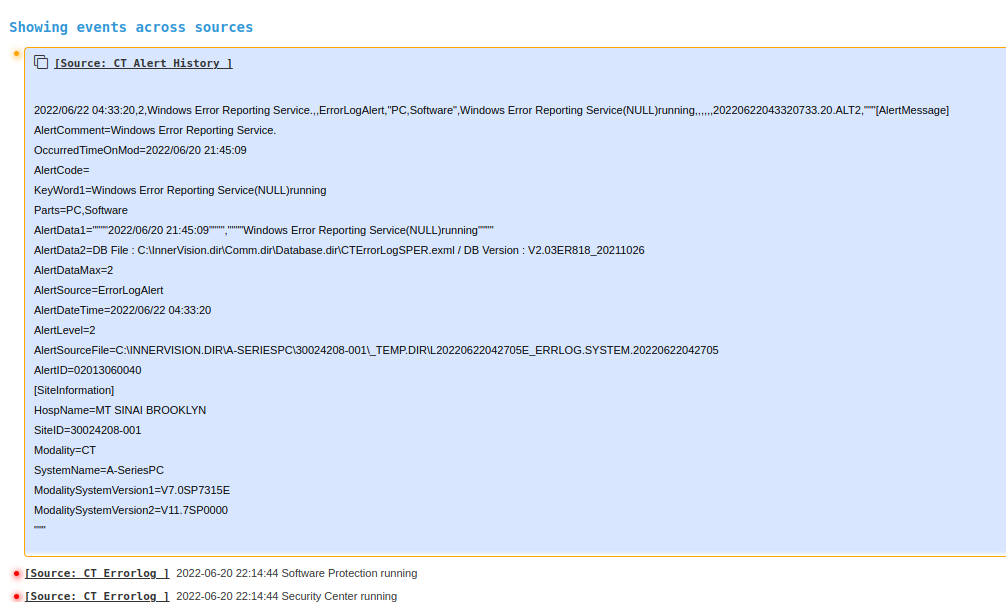 Showing events across sources
[Source: CT Alert History ]
2022/06/22 04:33:20,2,Windows Error Reporting Service.,,ErrorLogAlert,"PC,Software",Windows Error Reporting Service(NULL)running,,,,,,20220622043320733.20.ALT2,"""[AlertMessage]
AlertComment=Windows Error Reporting Service.
OccurredTimeOnMod=2022/06/20 21:45:09
AlertCode=
KeyWord1=Windows Error Reporting Service(NULL)running
Parts=PC,Software
AlertData1=""""2022/06/20 21:45:09"""",""""Windows Error Reporting Service(NULL)running""""
AlertData2=DB File : C:\InnerVision.dir\Comm.dir\Database.dir\CTErrorLogSPER.exml / DB Version : V2.03ER818_20211026
AlertDataMax=2
AlertSource=ErrorLogAlert
AlertDateTime=2022/06/22 04:33:20
AlertLevel=2
AlertSourceFile=C:\INNERVISION.DIR\A-SERIESPC\30024208-001\_TEMP.DIR\L20220622042705E_ERRLOG.SYSTEM.20220622042705
AlertID=02013060040
[SiteInformation]
HospName=MT SINAI BROOKLYN
SiteID=30024208-001
Modality=CT
SystemName=A-SeriesPC
ModalitySystemVersion1=V7.0SP7315E
ModalitySystemVersion2=V11.7SP0000
"""
[Source: CT Errorlog ] 2022-06-20 22:14:44 Software Protection running
[Source: CT Errorlog ] 2022-06-20 22:14:44 Security Center running